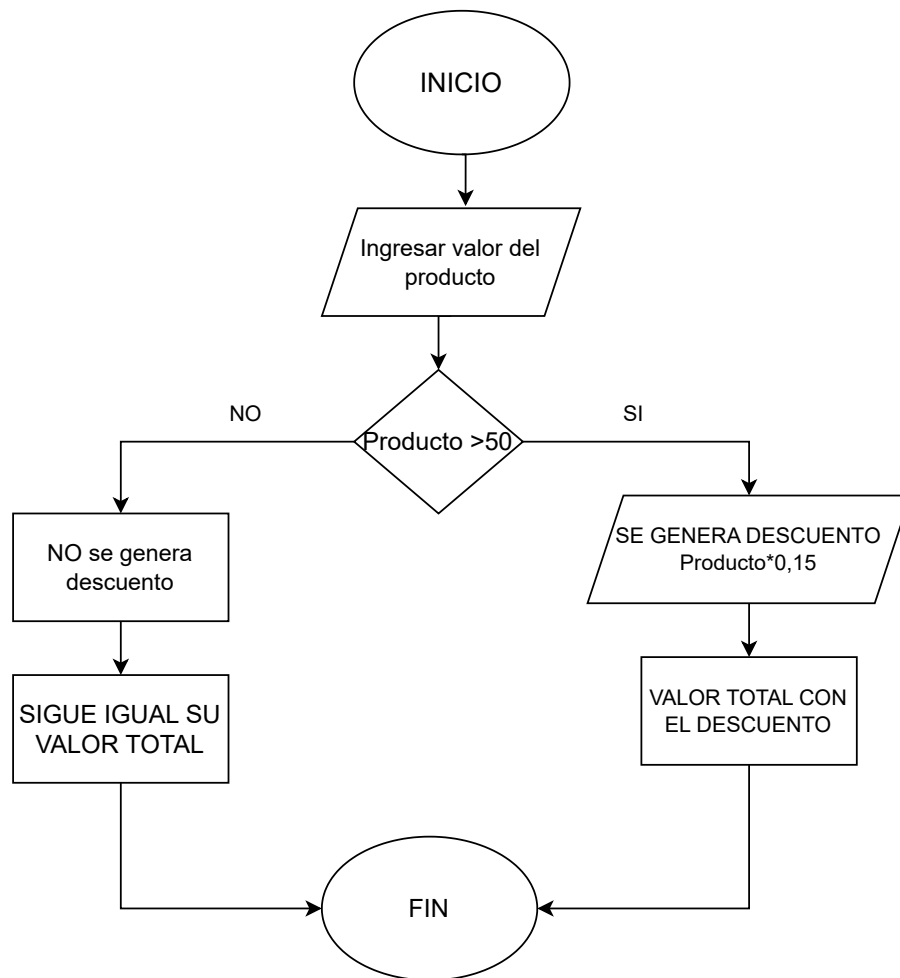 INICIO
Ingresar valor del
producto
NO
SI
Producto >50
NO se genera
descuento
SE GENERA DESCUENTO
Producto*0,15
SIGUE IGUAL SU
VALOR TOTAL
VALOR TOTAL CON
EL DESCUENTO
FIN